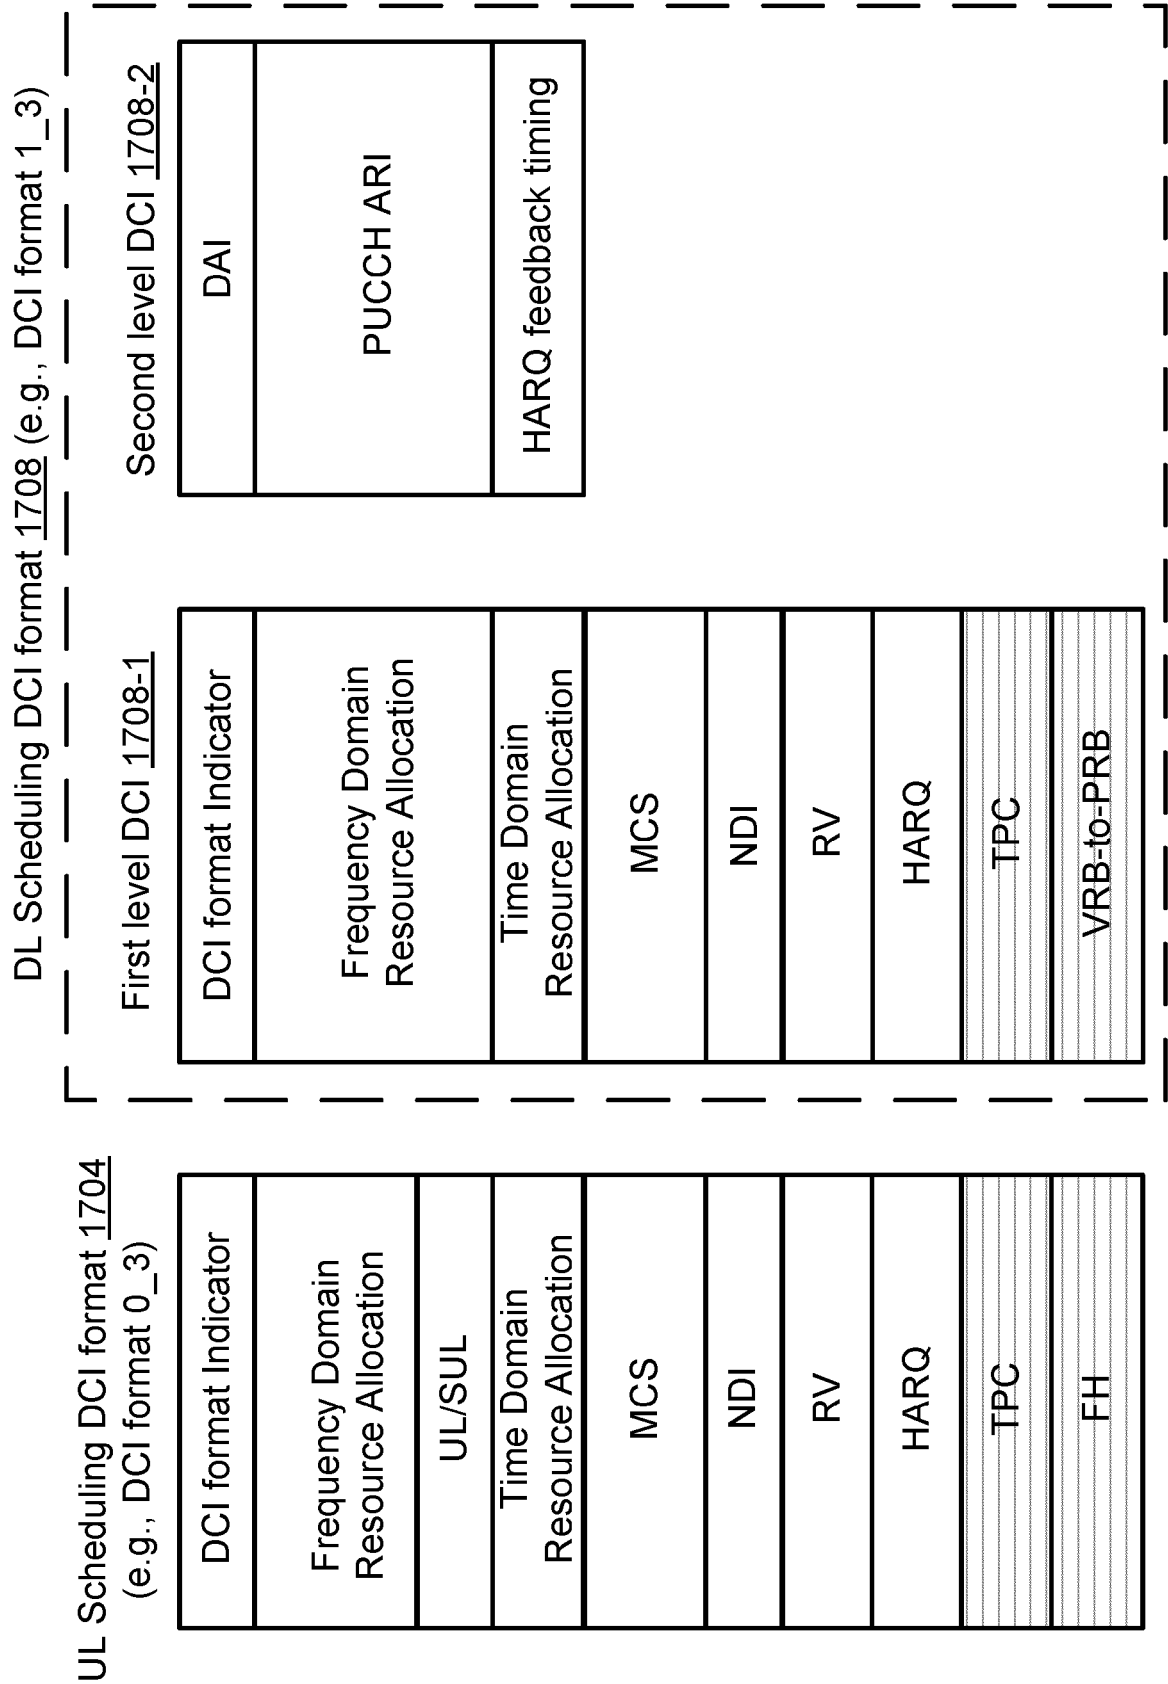 UL Scheduling DCI format 1704
(e.g., DCI format 0_3)
DCI format Indicator
Frequency Domain
Resource Allocation
UL/SUL
Time Domain
Resource Allocation
MCS
NDI
RV
HARQ
TPC
FH
DL Scheduling DCI format 1708 (e.g., DCI format 1_3)
First level DCI 1708-1
DCI format Indicator
Frequency Domain
Resource Allocation
Time Domain
Resource Allocation
MCS
NDI
RV
HARQ
TPC
VRB-to-PRB
Second level DCI 1708-2
DAI
PUCCH ARI
HARQ feedback timing